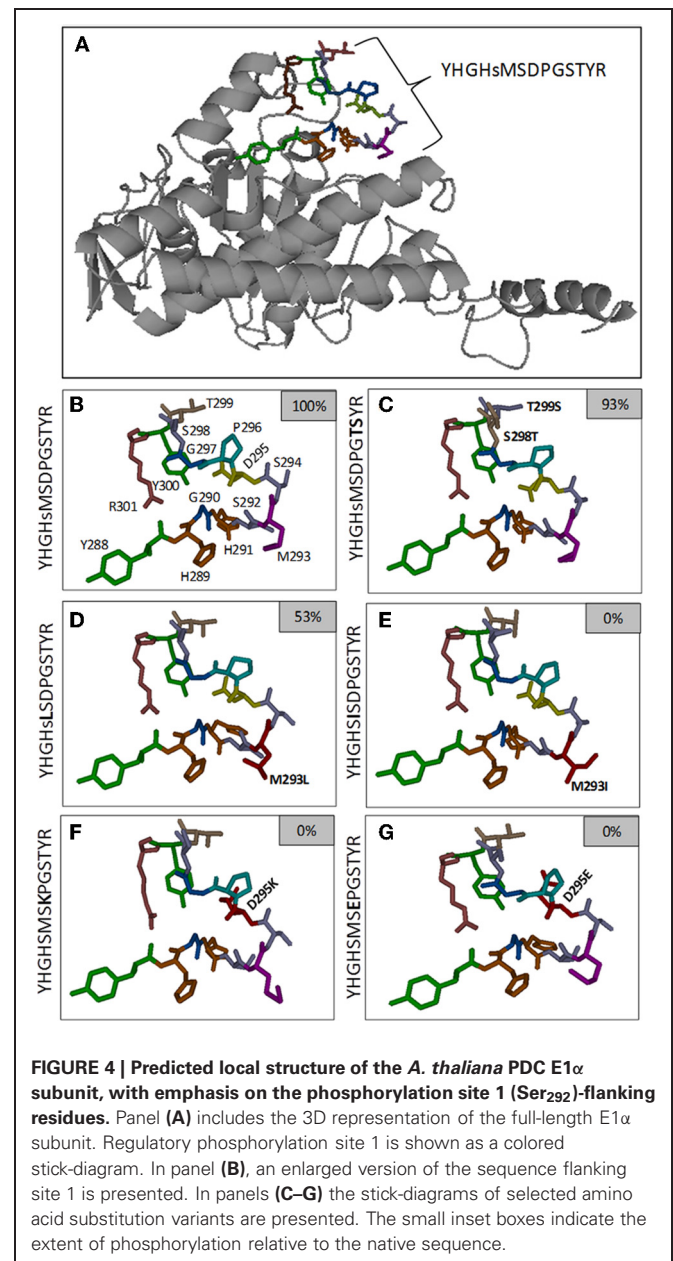 A
YHGHsMSDPGSTYR
B
100%
YHGHsMSDPGSTYR
T299
S298
P296
G297
D295
S294
Y300
R301
G290
S292
Y288
H291
M293
H289
C
93%
YHGHsMSDPGTSYR
T299S
S298T
D
53%
YHGHsLSDPGSTYR
M293L
E
0%
YHGHSISDPGSTYR
M293I
F
0%
YHGHSMSKPGSTYR
D295K
G
0%
YHGHSMSEPGSTYR
D295E
FIGURE 4 | Predicted local structure of the A. thaliana PDC E1α
subunit, with emphasis on the phosphorylation site 1 (Ser292)-flanking
residues. Panel (A) includes the 3D representation of the full-length E1α
subunit. Regulatory phosphorylation site 1 is shown as a colored
stick-diagram. In panel (B), an enlarged version of the sequence flanking
site 1 is presented. In panels (C–G) the stick-diagrams of selected amino
acid substitution variants are presented. The small inset boxes indicate the
extent of phosphorylation relative to the native sequence.